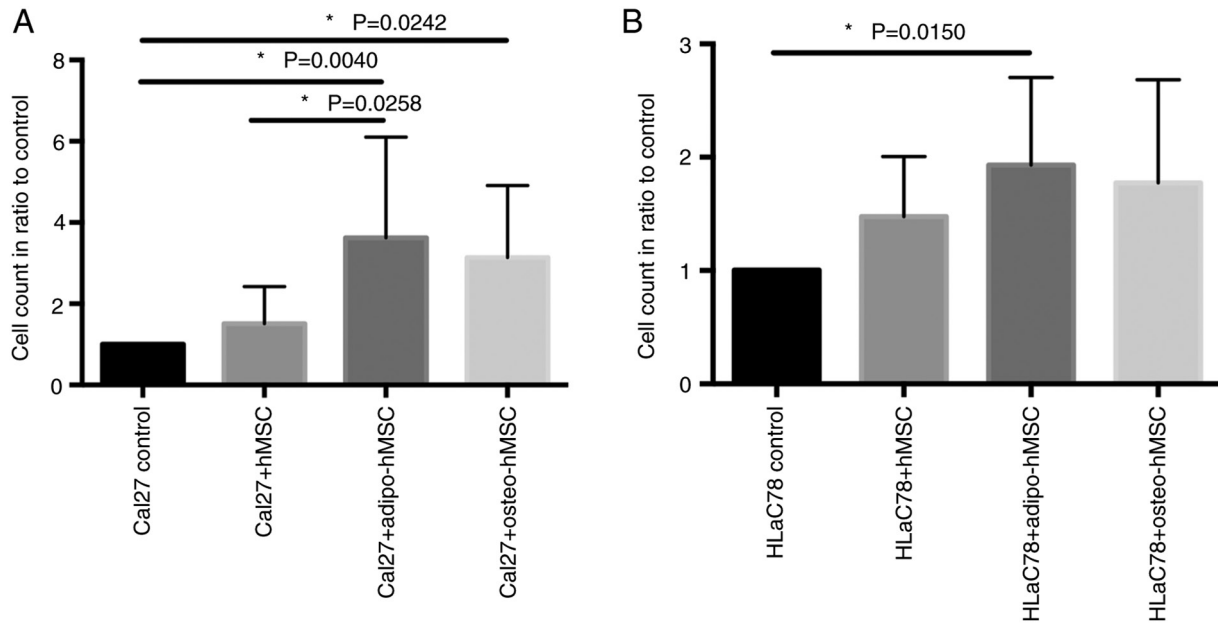 A
* P=0.0242
* P=0.0040
* P=0.0258
Cell count in ratio to control
8
6
4
2
0
Cal27 control
Cal27+hMSC
Cal27+adipo-hMSC
Cal27+osteo-hMSC
B
* P=0.0150
Cell count in ratio to control
3
2
1
0
HLaC78 control
HLaC78+hMSC
HLaC78+adipo-hMSC
HLaC78+osteo-hMSC